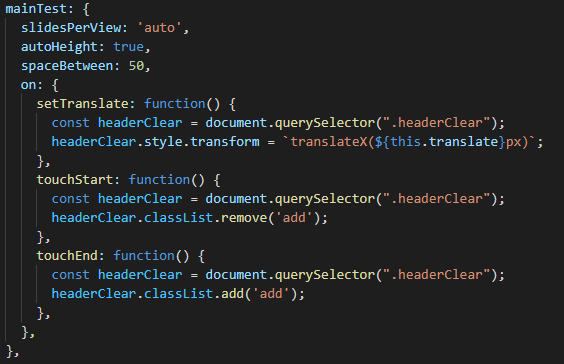 mainTest: {
  slidesPerView: 'auto',
  autoHeight: true,
  spaceBetween: 50,
  on: {
    setTranslate: function() {
      const headerClear = document.querySelector(".headerClear");
      headerClear.style.transform = `translateX(${this.translate}px)`;
    },
    touchStart: function() {
      const headerClear = document.querySelector(".headerClear");
      headerClear.classList.remove('add');
    },
    touchEnd: function() {
      const headerClear = document.querySelector(".headerClear");
      headerClear.classList.add('add');
    },
  },
},